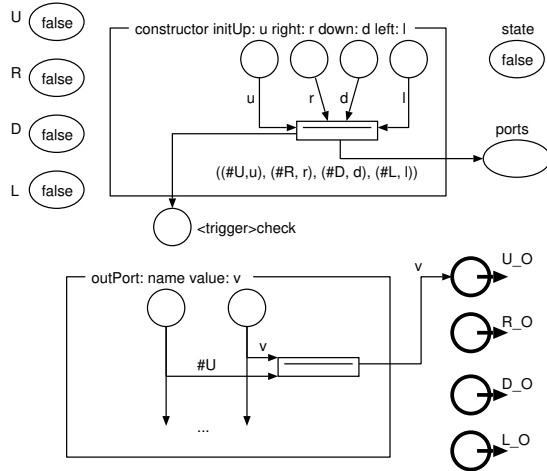 U false
constructor initUp: u right: r down: d left: l
state
false
R false
u r d l
D false
ports
((#U,u), (#R, r), (#D, d), (#L, l))
L false
<trigger>check
outPort: name value: v
v
U_O
R_O
v
#U
D_O
...
L_O